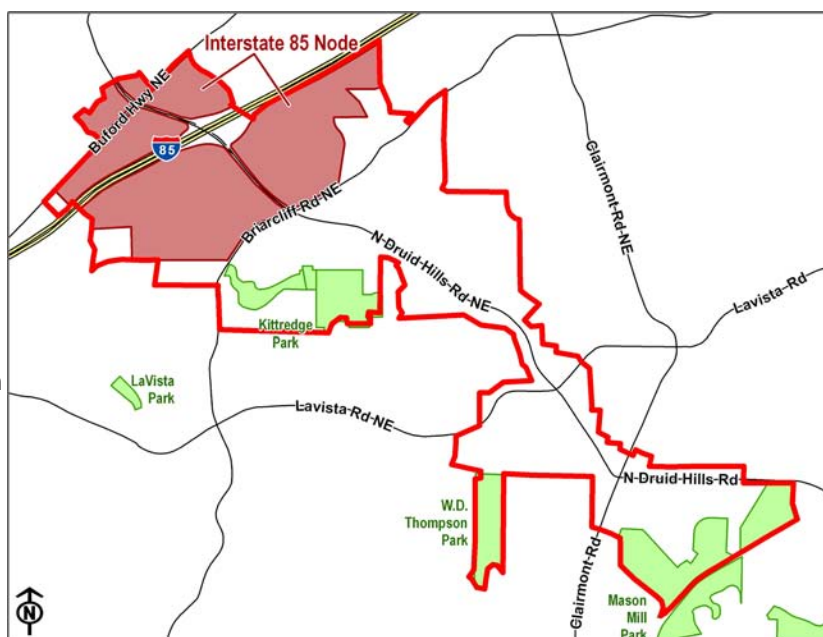 Interstate 85 Node
Buford Hwy NE
85
Briarcliff Rd NE
Clairmont-Rd-NE
N-Druid-Hills-Rd-NE
Lavista-Rd
Kittredge
Park
LaVista
Park
Lavista-Rd-NE
N-Druid-Hills-Rd
W.D.
Thompson
Park
Clairmont-Rd
Mason
Mill
Park
N